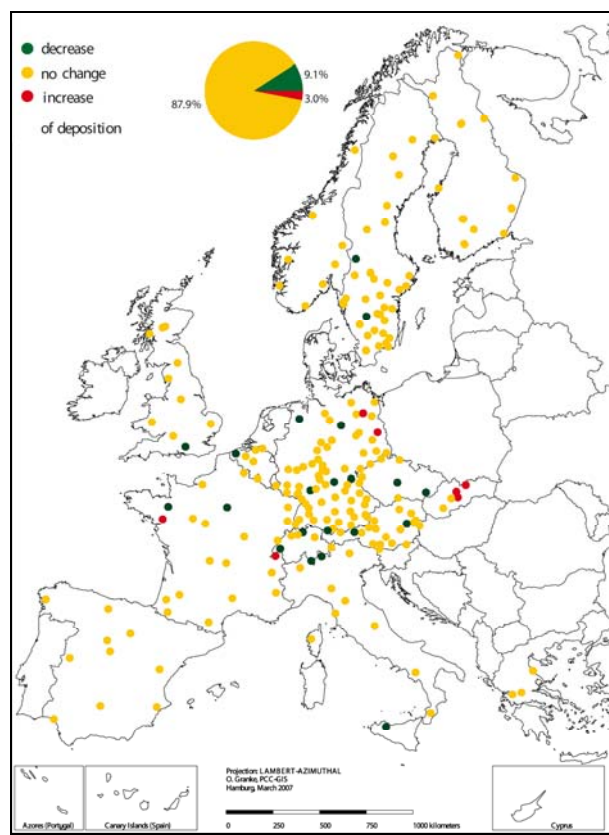 decrease
no change
increase
of deposition
9.1%
3.0%
87.9%
Projection: LAMBERT-AZIMUTHAL
O. Granke, PCC-GIS
Hamburg, March 2007
0 250 500 750 1000 kilometers
Azores (Portugal)
Canary Islands (Spain)
Cyprus